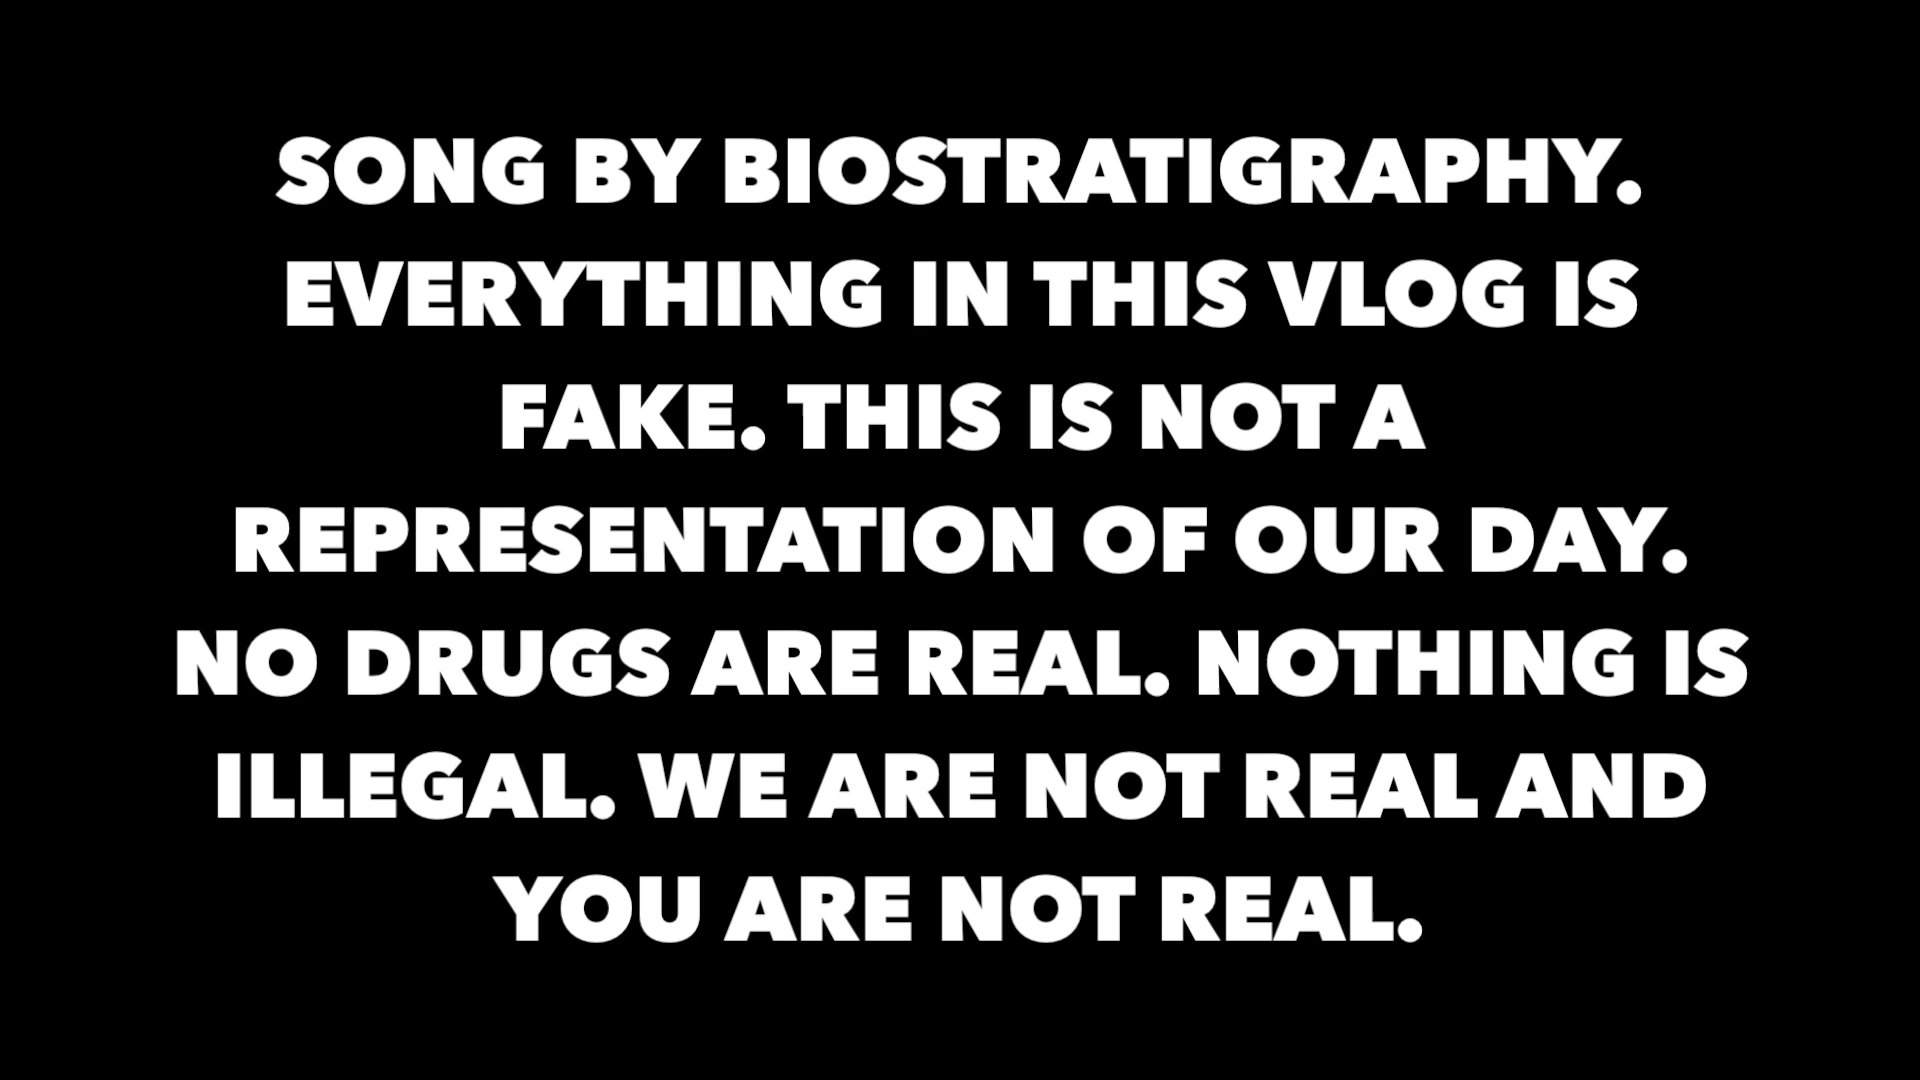 SONG BY BIOSTRATIGRAPHY.
EVERYTHING IN THIS VLOG IS
FAKE. THIS IS NOT A
REPRESENTATION OF OUR DAY.
NO DRUGS ARE REAL. NOTHING IS
ILLEGAL. WE ARE NOT REAL AND
YOU ARE NOT REAL.